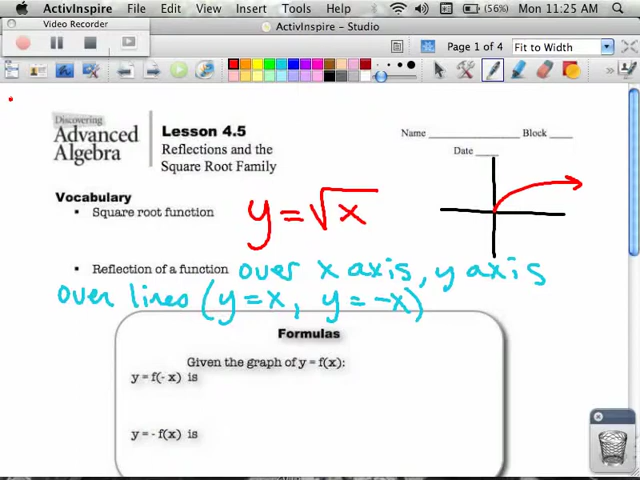 ActivInspire File Edit View Insert Tools Help (56%) Mon 11:25 AM
Video Recorder
ActivInspire - Studio
Page 1 of 4 Fit to Width
Discovering
Advanced
Algebra
Lesson 4.5
Reflections and the
Square Root Family
Name Block
Date
Vocabulary
• Square root function
y = √x
• Reflection of a function over x axis, y axis
over lines (y = x, y = -x)
Formulas
Given the graph of y = f(x):
y = f(- x) is
y = - f(x) is